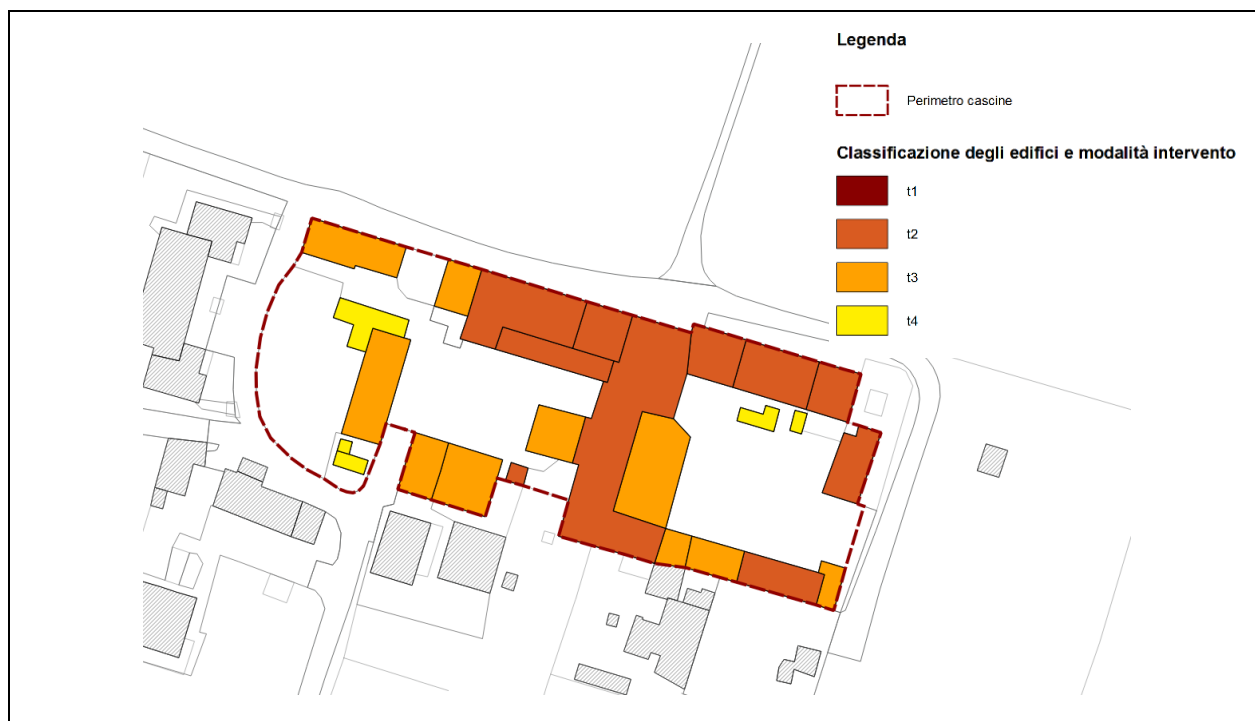 Legenda
Perimetro cascine
Classificazione degli edifici e modalità intervento
t1
t2
t3
t4